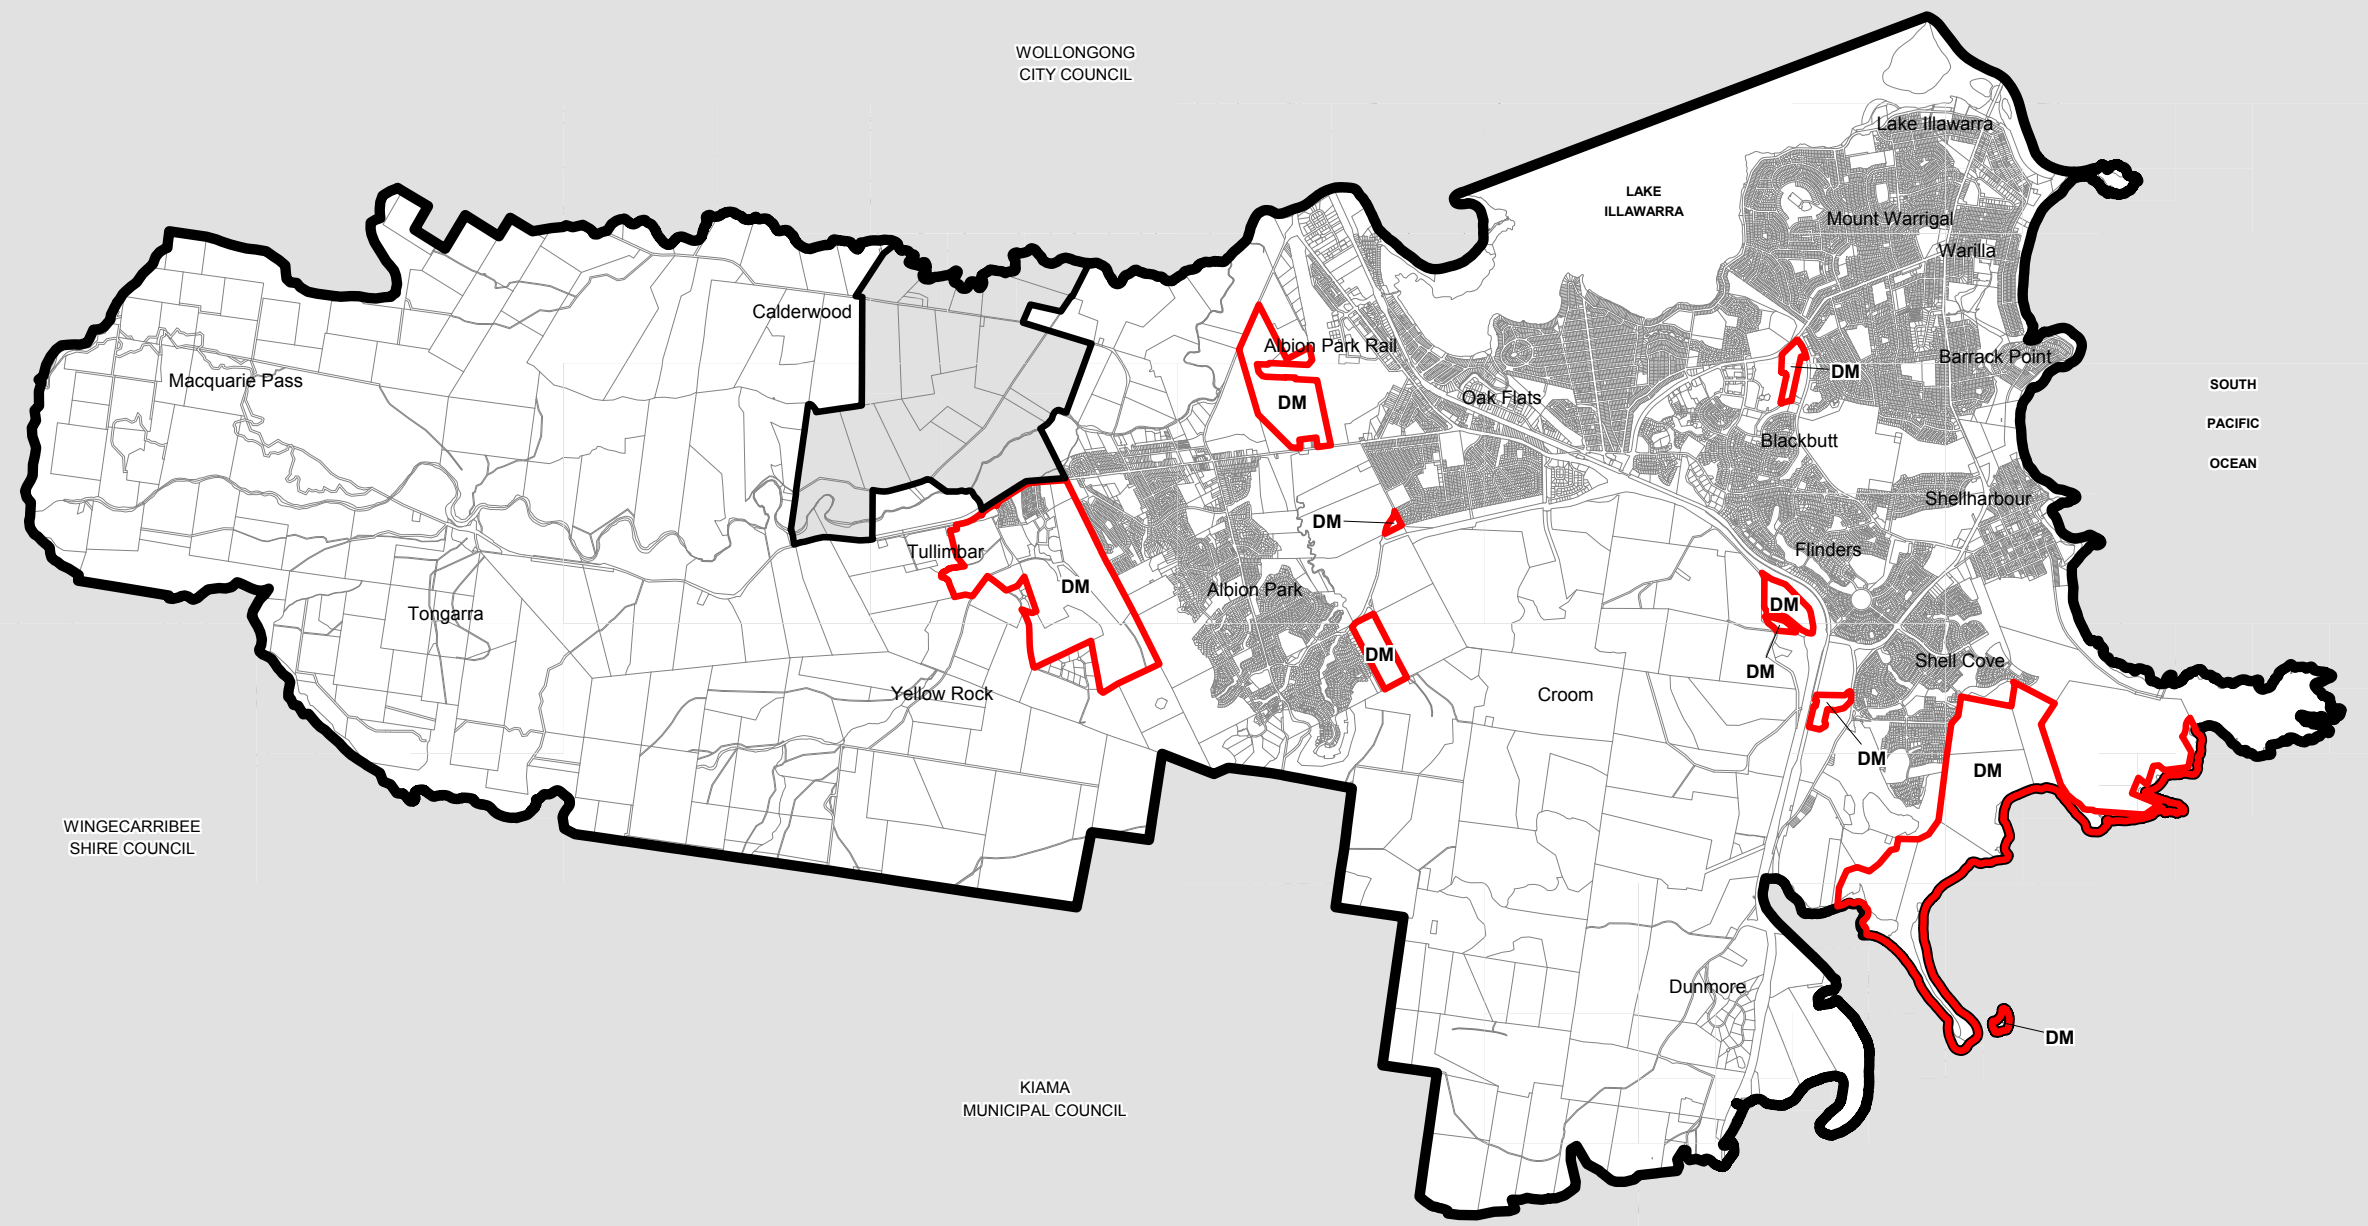 WOLLONGONG
CITY COUNCIL
Lake Illawarra
LAKE
ILLAWARRA
Mount Warrigal
Warilla
Calderwood
Albion Park Rail
Barrack Point
DM
Macquarie Pass
SOUTH
PACIFIC
OCEAN
Oak Flats
DM
Blackbutt
Shellharbour
DM
Tullimbar
Flinders
DM
Albion Park
DM
Tongarra
DM
Shell Cove
DM
Yellow Rock
Croom
DM
DM
WINGECARRIBEE
SHIRE COUNCIL
Dunmore
DM
KIAMA
MUNICIPAL COUNCIL